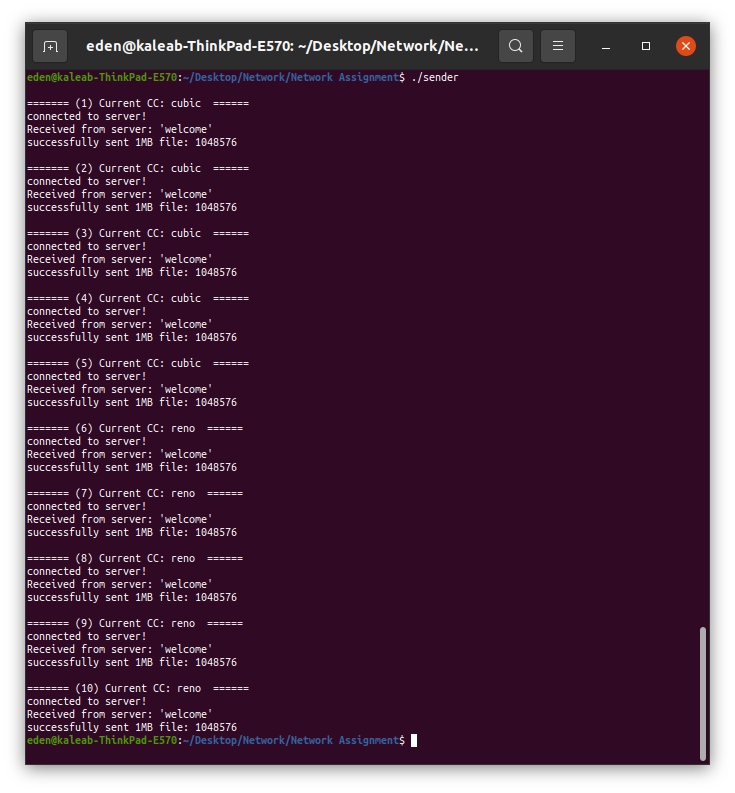 eden@kaleab-ThinkPad-E570: ~/Desktop/Network/Ne...
eden@kaleab-ThinkPad-E570:~/Desktop/Network/Network Assignment$ ./sender
======= (1) Current CC: cubic  ======
connected to server!
Received from server: 'welcome'
successfully sent 1MB file: 1048576
======= (2) Current CC: cubic  ======
connected to server!
Received from server: 'welcome'
successfully sent 1MB file: 1048576
======= (3) Current CC: cubic  ======
connected to server!
Received from server: 'welcome'
successfully sent 1MB file: 1048576
======= (4) Current CC: cubic  ======
connected to server!
Received from server: 'welcome'
successfully sent 1MB file: 1048576
======= (5) Current CC: cubic  ======
connected to server!
Received from server: 'welcome'
successfully sent 1MB file: 1048576
======= (6) Current CC: reno  ======
connected to server!
Received from server: 'welcome'
successfully sent 1MB file: 1048576
======= (7) Current CC: reno  ======
connected to server!
Received from server: 'welcome'
successfully sent 1MB file: 1048576
======= (8) Current CC: reno  ======
connected to server!
Received from server: 'welcome'
successfully sent 1MB file: 1048576
======= (9) Current CC: reno  ======
connected to server!
Received from server: 'welcome'
successfully sent 1MB file: 1048576
======= (10) Current CC: reno  ======
connected to server!
Received from server: 'welcome'
successfully sent 1MB file: 1048576
eden@kaleab-ThinkPad-E570:~/Desktop/Network/Network Assignment$